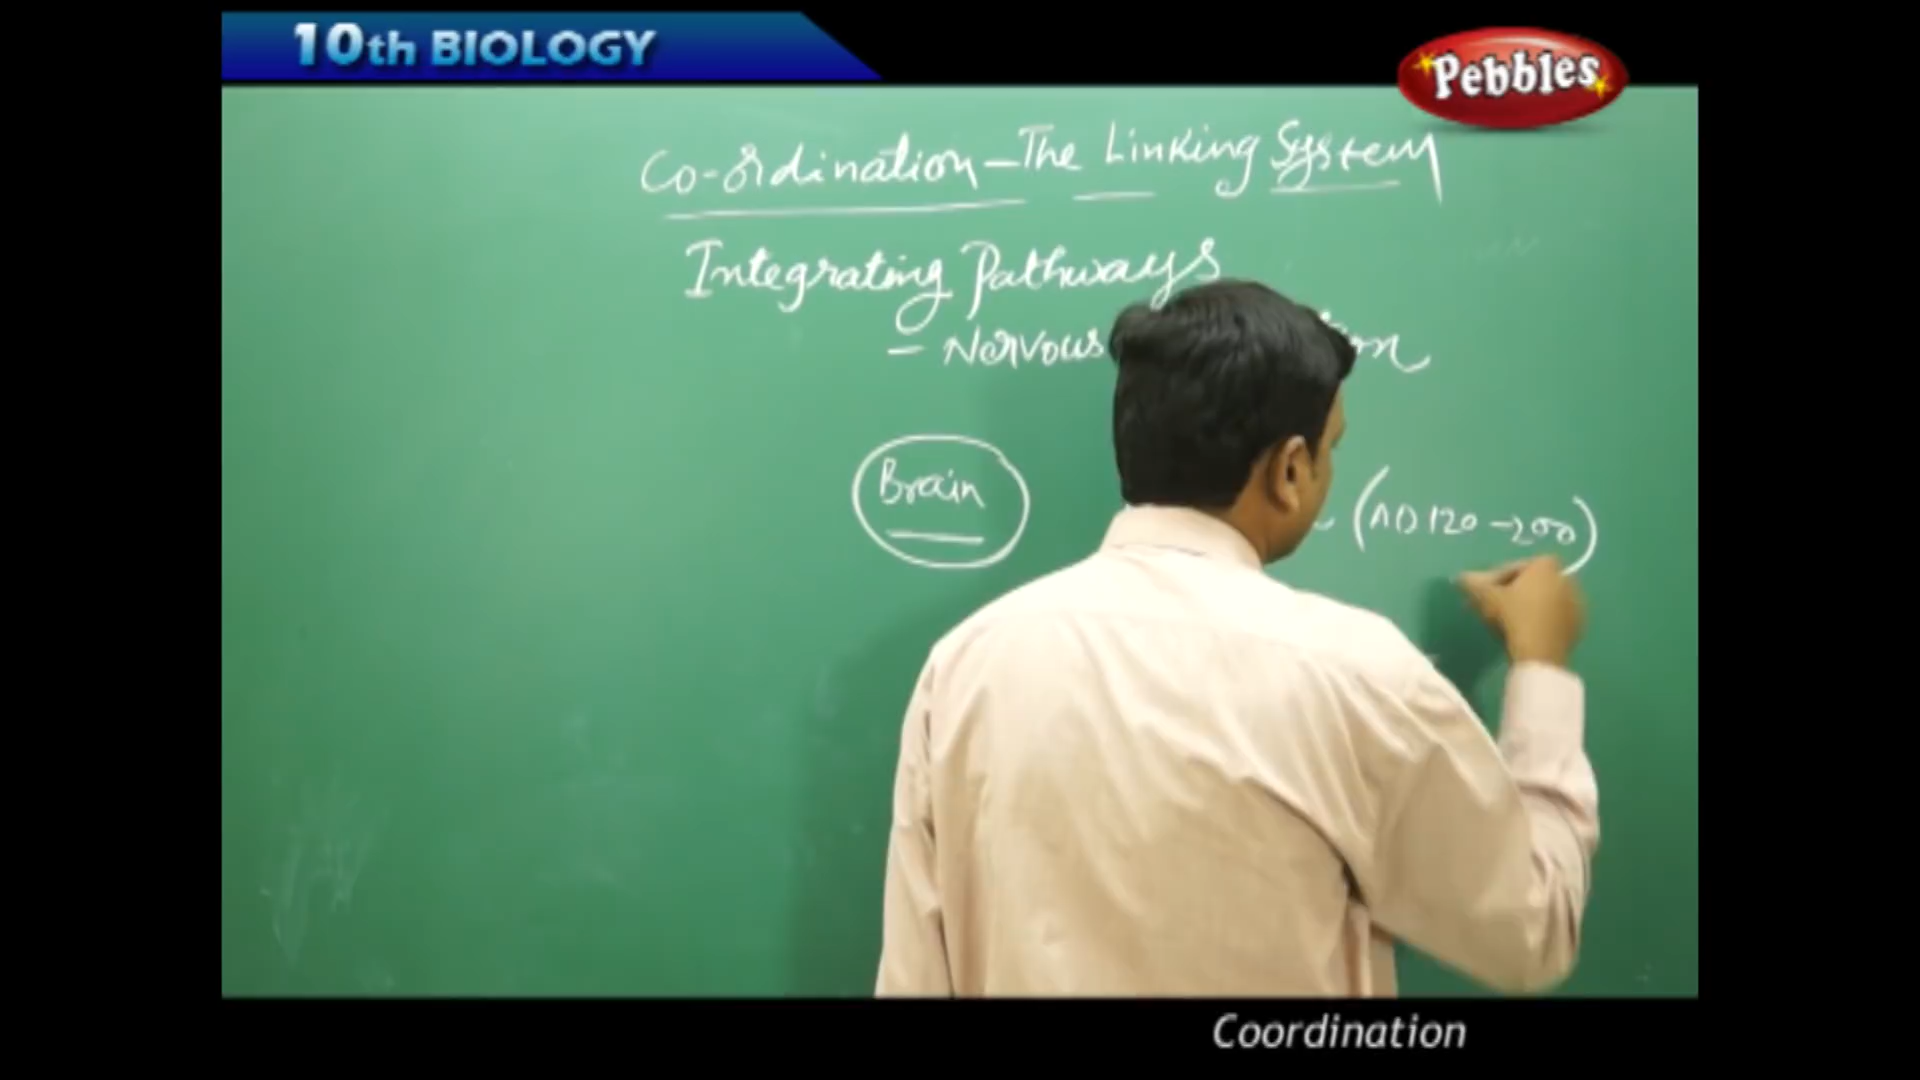 10th BIOLOGY
Pebbles
Co-ordination - The Linking System
Integrating Pathways
- Nervous
Brain
(AD 120 - 200)
Coordination